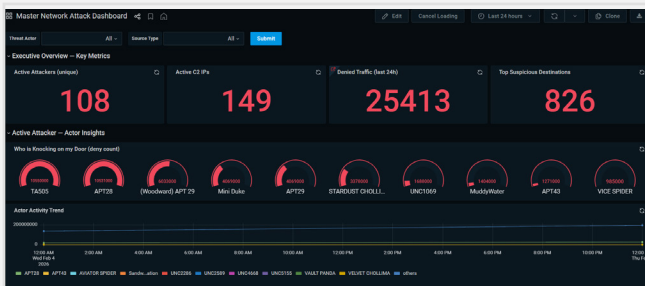 Master Network Attack Dashboard
Edit Cancel Loading Last 24 hours Clone
Threat Actor All Source Type All Submit
Executive Overview — Key Metrics
Active Attackers (unique) Active C2 IPs Denied Traffic (last 24h) Top Suspicious Destinations
108 149 25413 826
Active Attacker — Actor Insights
Who is Knocking on my Door (deny count)
TA505 APT28 (Woodward) APT 29 Mini Duke APT29 STARDUST CHOLLI... UNC1069 MuddyWater APT43 VICE SPIDER
Actor Activity Trend
200000000
0
12:00 AM 2:00 AM 4:00 AM 6:00 AM 8:00 AM 10:00 AM 12:00 PM 2:00 PM 4:00 PM 6:00 PM 8:00 PM 10:00 PM 12:00
Wed Feb 4 Thu Fe
2026
APT28 APT43 AVIATOR SPIDER Sandw...ation UNC2286 UNC2589 UNC4668 UNC5155 VAULT PANDA VELVET CHOLLIMA others